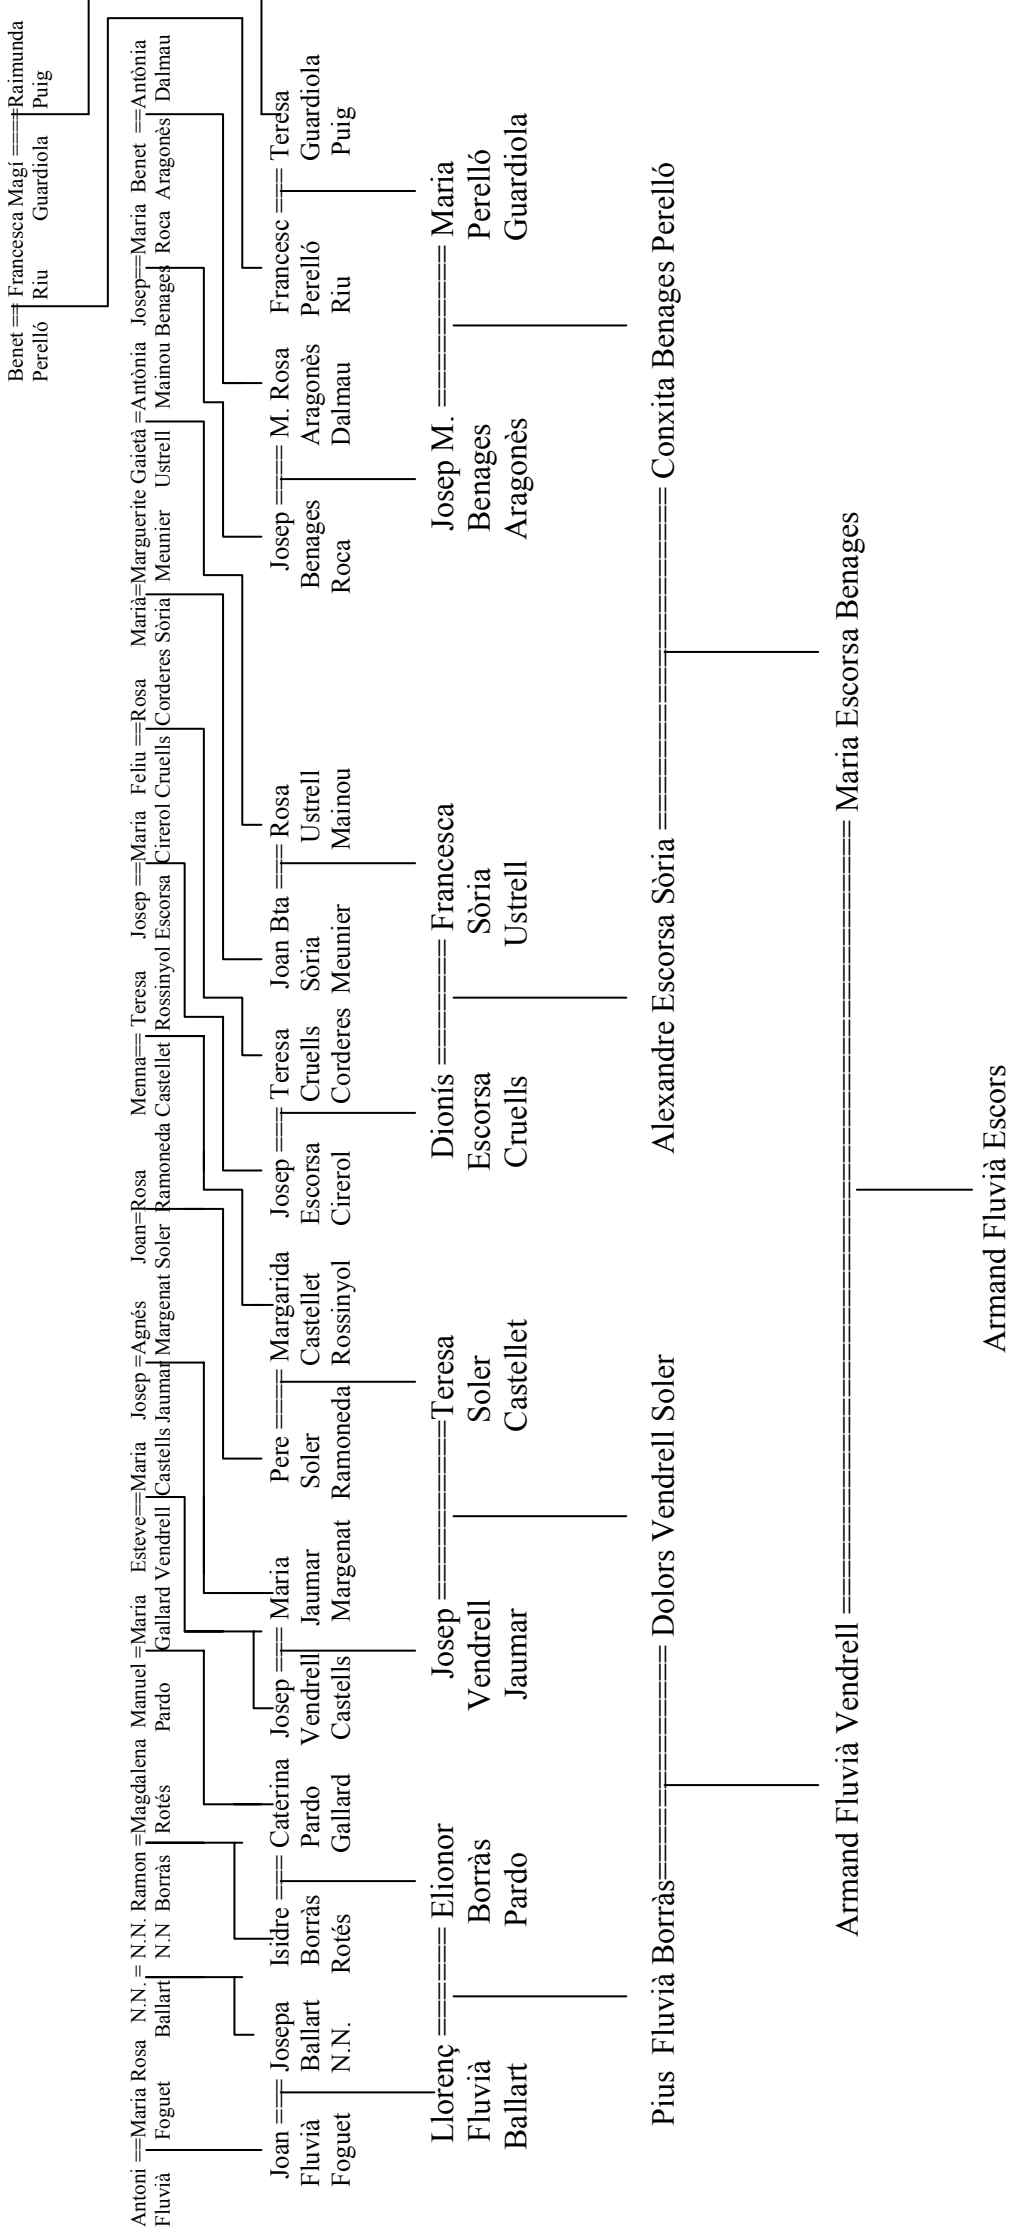 Benet == Francesca Magí ====Raimunda
Perelló Riu Guardiola Puig
Antoni ==Maria Rosa N.N. = N.N. Ramon =Magdalena Manuel =Maria Esteve==Maria Josep =Agnés Joan=Rosa Menna== Teresa Josep ==Maria Feliu ==Rosa Marià=Marguerite Gaietà =Antònia Josep==Maria Benet ==Antònia
Fluvià Foguet Ballart N.N Borràs Rotés Pardo Gallard Vendrell Castells Jaumar Margenat Soler Ramoneda Castellet Rossinyol Escorsa Cirerol Cruells Corderes Sòria Meunier Ustrell Mainou Benages Roca Aragonès Dalmau
Joan === Josepa Isidre === Caterina Josep === Maria Pere ==== Margarida Josep === Teresa Joan Bta === Rosa Josep ==== M. Rosa Francesc === Teresa
Fluvià Ballart Borràs Pardo Vendrell Jaumar Soler Castellet Escorsa Cruells Sòria Ustrell Benages Aragonès Perelló Guardiola
Foguet N.N. Rotés Gallard Castells Margenat Ramoneda Rossinyol Cirerol Corderes Meunier Mainou Roca Dalmau Riu Puig
Llorenç ======= Elionor Josep ==========Teresa Dionís ======== Francesca Josep M. ========== Maria
Fluvià Borràs Vendrell Soler Escorsa Sòria Benages Perelló
Ballart Pardo Jaumar Castellet Cruells Ustrell Aragonès Guardiola
Pius Fluvià Borràs=============== Dolors Vendrell Soler Alexandre Escorsa Sòria ====================== Conxita Benages Perelló
Armand Fluvià Vendrell =================================================== Maria Escorsa Benages
Armand Fluvià Escors